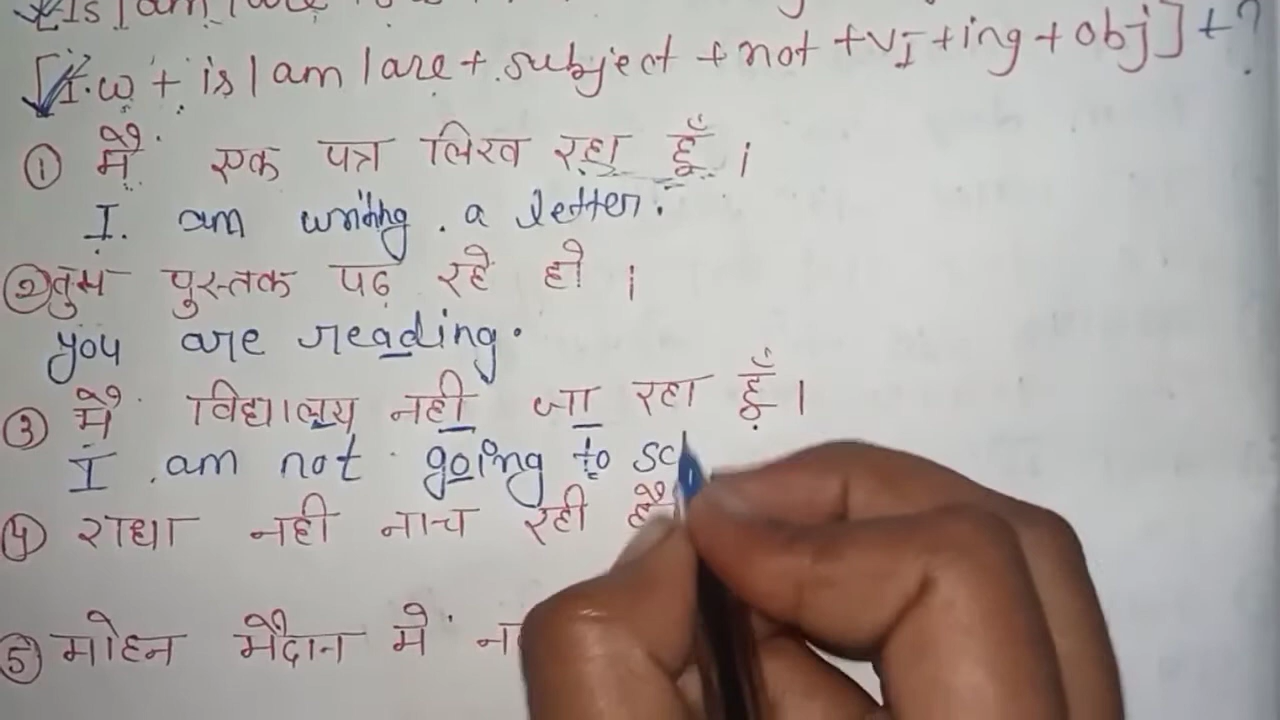 [I.w + is | am | are + subject + not + V1 + ing + obj] + ?
① मैं एक पत्र लिख रहा हूँ ।
I am writing a letter.
② तुम पुस्तक पढ़ रहे हो ।
you are reading.
③ मैं विद्यालय नही जा रहा हूँ ।
I am not going to sc
④ राधा नही नाच रही है
⑤ मोहन मैदान में